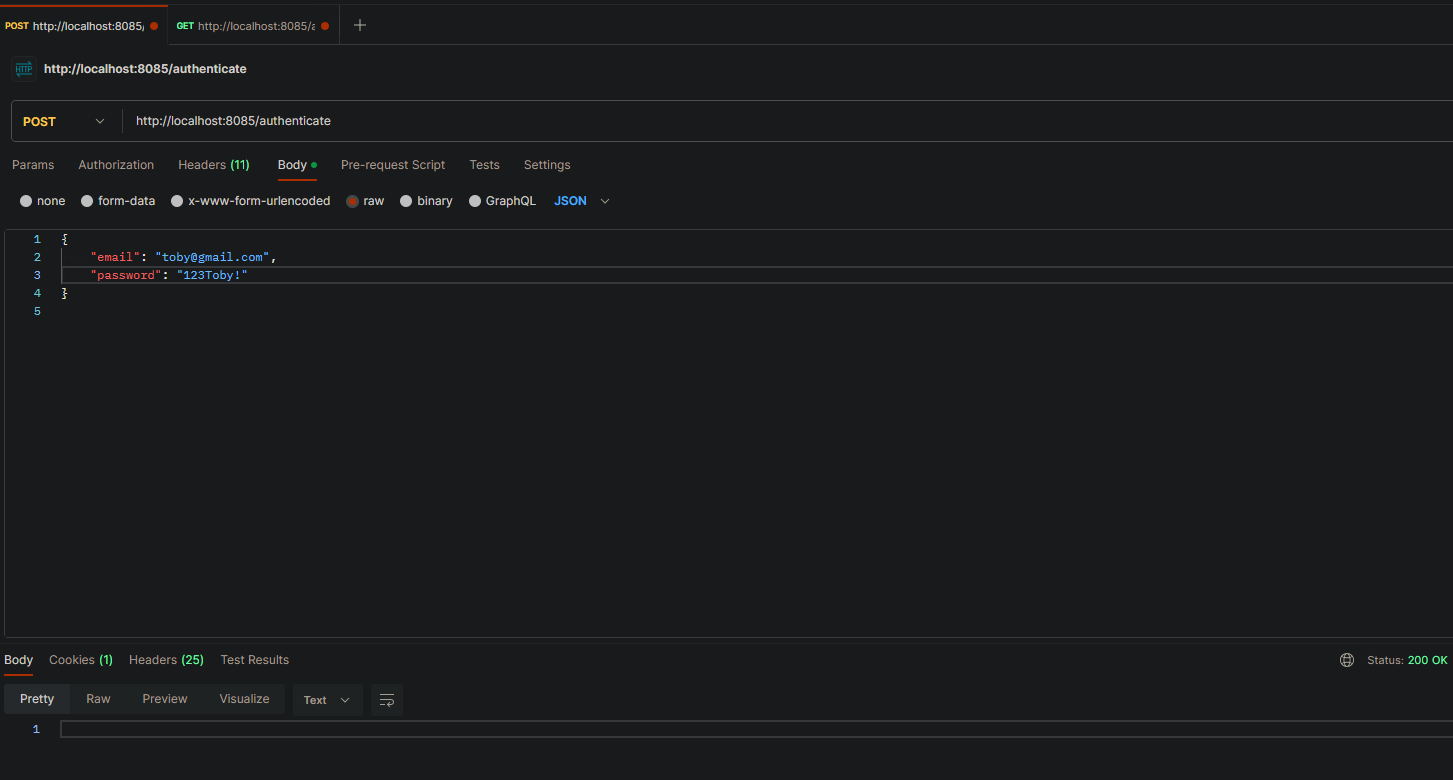 POST http://localhost:8085/ GET http://localhost:8085/a
HTTP http://localhost:8085/authenticate
POST http://localhost:8085/authenticate
Params Authorization Headers (11) Body Pre-request Script Tests Settings
none form-data x-www-form-urlencoded raw binary GraphQL JSON
1 {
2 "email": "toby@gmail.com",
3 "password": "123Toby!"
4 }
5
Body Cookies (1) Headers (25) Test Results Status: 200 OK
Pretty Raw Preview Visualize Text
1